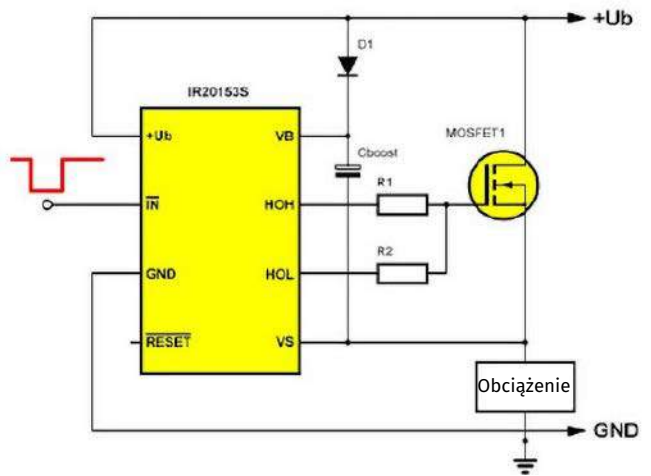 +Ub
D1
IR20153S
MOSFET1
+Ub
VB
Cboost
R1
IN
HOH
R2
GND
HOL
RESET
VS
Obciążenie
GND